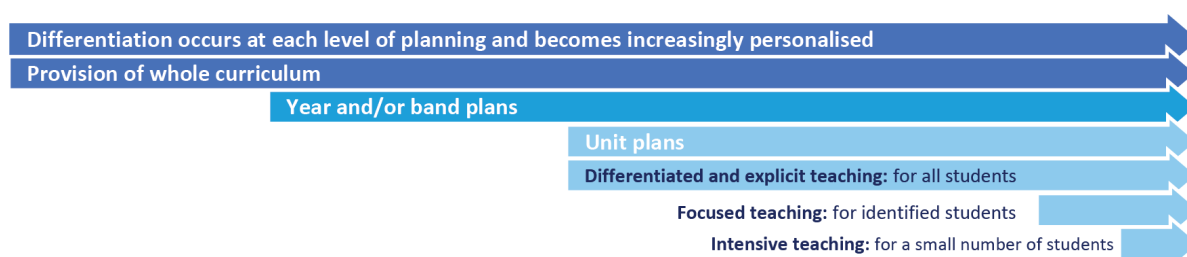 Differentiation occurs at each level of planning and becomes increasingly personalised
Provision of whole curriculum
Year and/or band plans
Unit plans
Differentiated and explicit teaching: for all students
Focused teaching: for identified students
Intensive teaching: for a small number of students